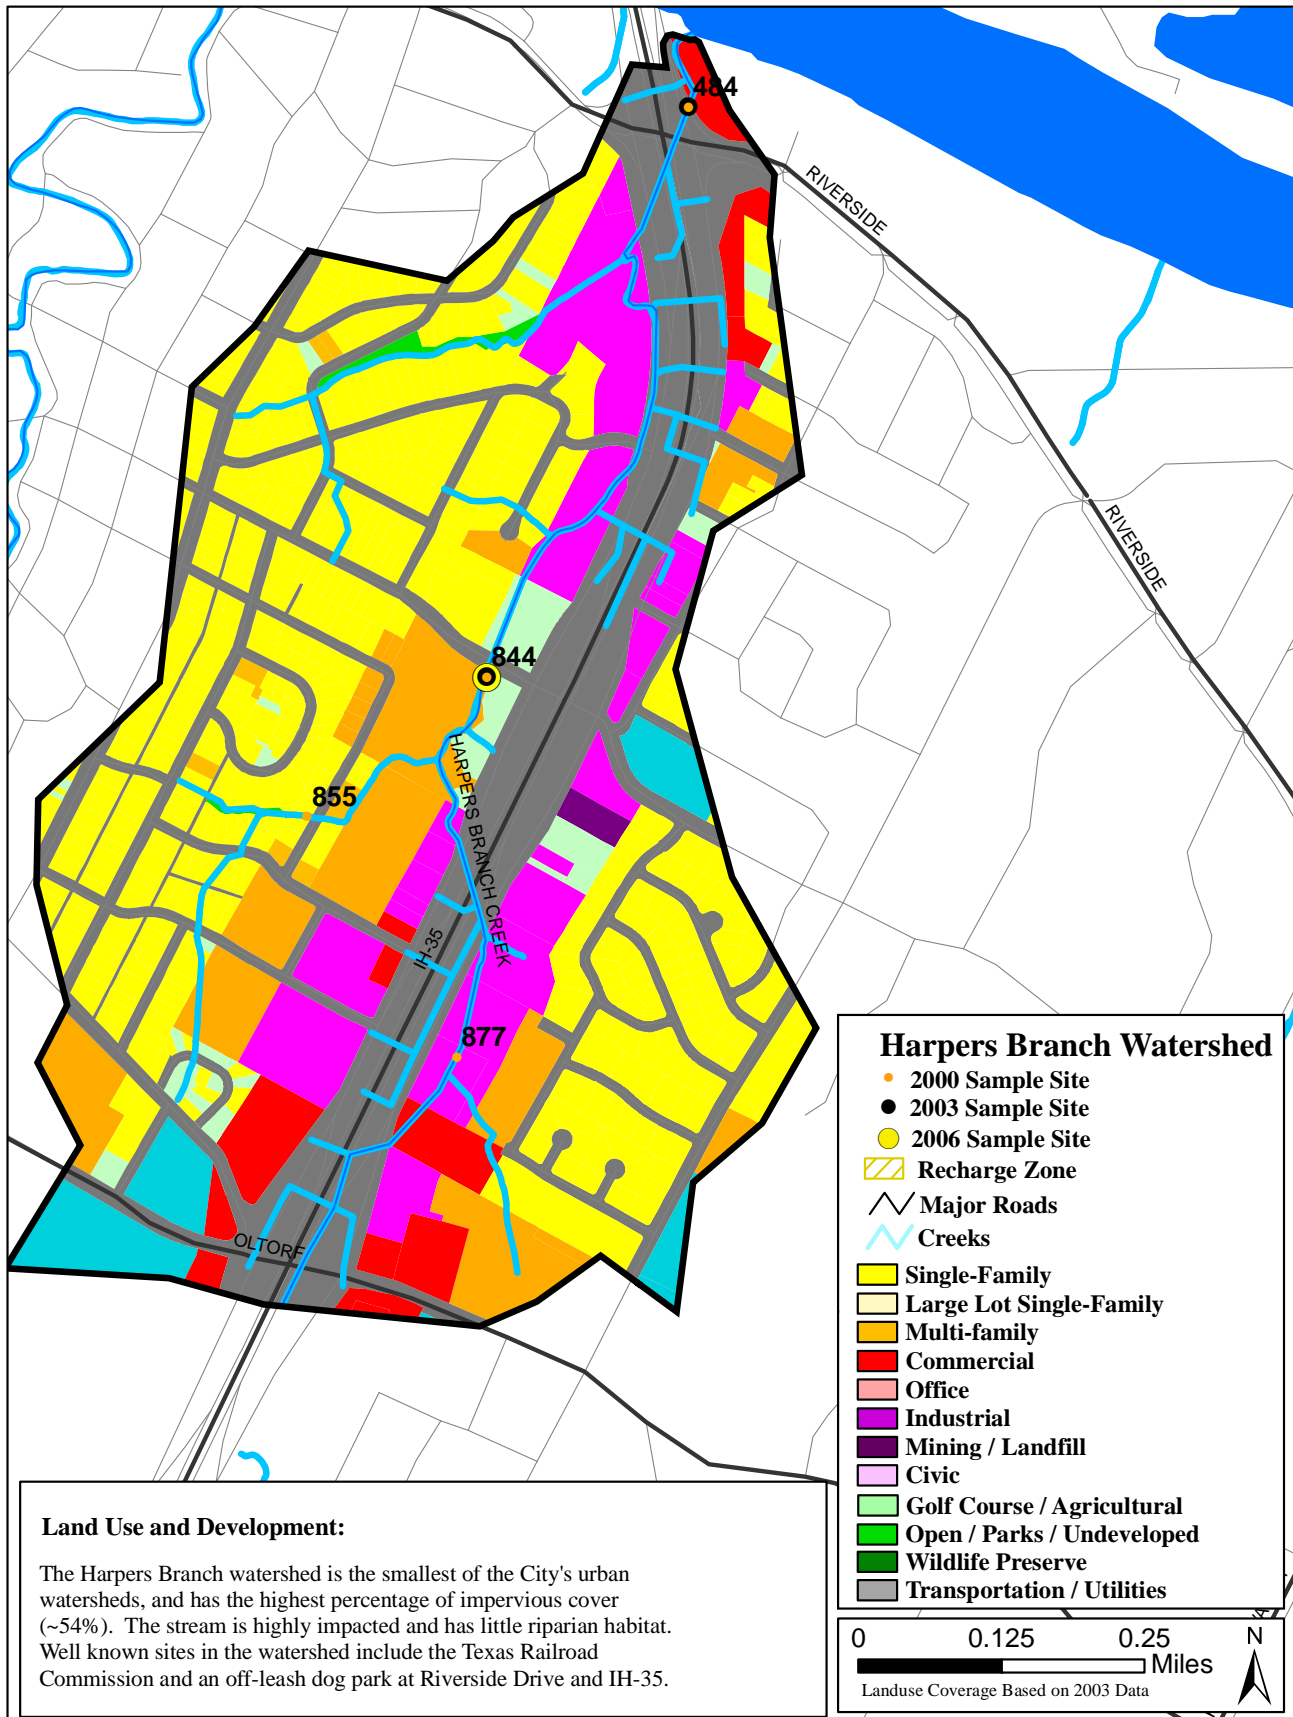 484
RIVERSIDE
RIVERSIDE
844
HARPERS BRANCH CREEK
855
IH-35
877
OLTORF
Harpers Branch Watershed
2000 Sample Site
2003 Sample Site
2006 Sample Site
Recharge Zone
Major Roads
Creeks
Single-Family
Large Lot Single-Family
Multi-family
Commercial
Office
Industrial
Mining / Landfill
Civic
Golf Course / Agricultural
Open / Parks / Undeveloped
Wildlife Preserve
Transportation / Utilities
0 0.125 0.25
Miles
N
Landuse Coverage Based on 2003 Data
Land Use and Development:
The Harpers Branch watershed is the smallest of the City's urban
watersheds, and has the highest percentage of impervious cover
(~54%). The stream is highly impacted and has little riparian habitat.
Well known sites in the watershed include the Texas Railroad
Commission and an off-leash dog park at Riverside Drive and IH-35.